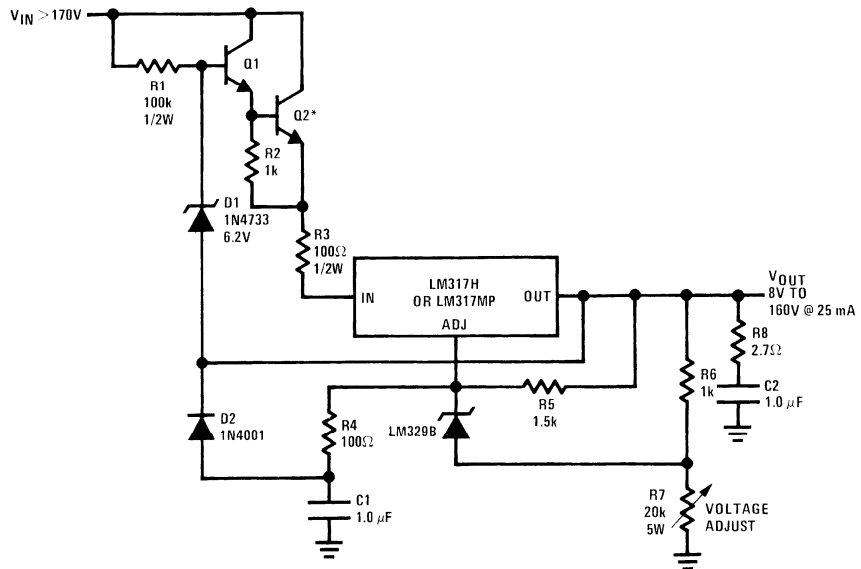 VIN >170V
R1
100k
1/2W
Q1
Q2*
R2
1k
D1
1N4733
6.2V
R3
100Ω
1/2W
LM317H
OR LM317MP
IN
OUT
ADJ
VOUT
8V TO
160V @ 25 mA
R8
2.7Ω
R6
1k
C2
1.0 μF
R5
1.5k
D2
1N4001
R4
100Ω
LM329B
C1
1.0 μF
R7
20k
5W
VOLTAGE
ADJUST